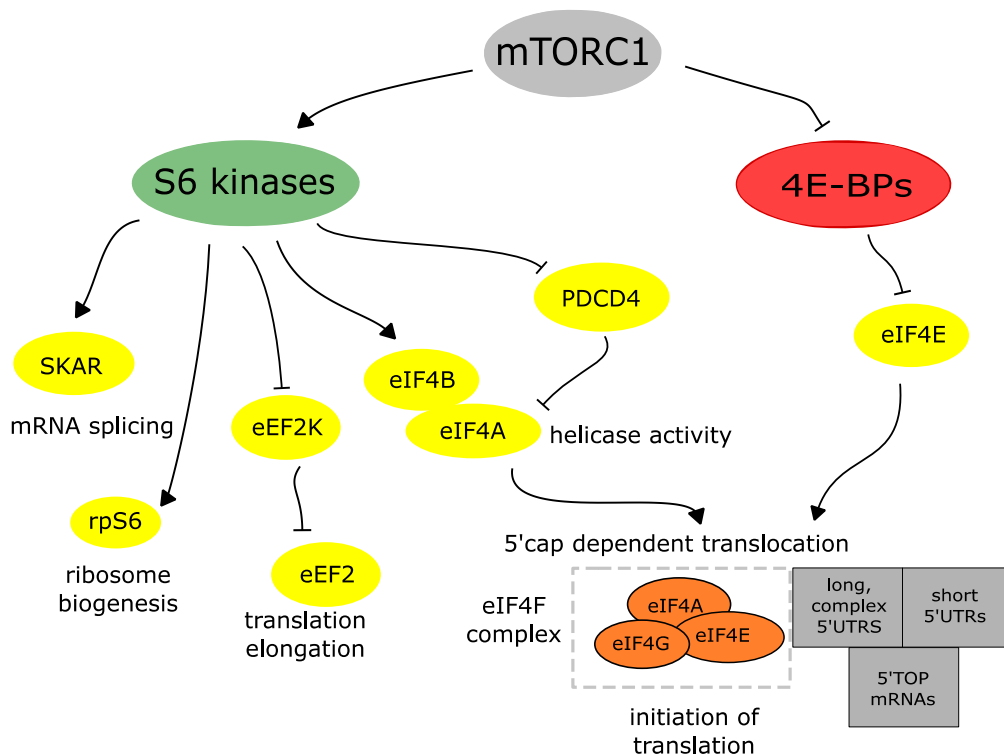 mTORC1
S6 kinases
4E-BPs
PDCD4
eIF4E
SKAR
eIF4B
mRNA splicing
eEF2K
eIF4A
helicase activity
rpS6
5'cap dependent translocation
ribosome
biogenesis
eEF2
translation
elongation
eIF4F
complex
eIF4A
eIF4G
eIF4E
long,
complex
5'UTRS
short
5'UTRs
5'TOP
mRNAs
initiation of
translation